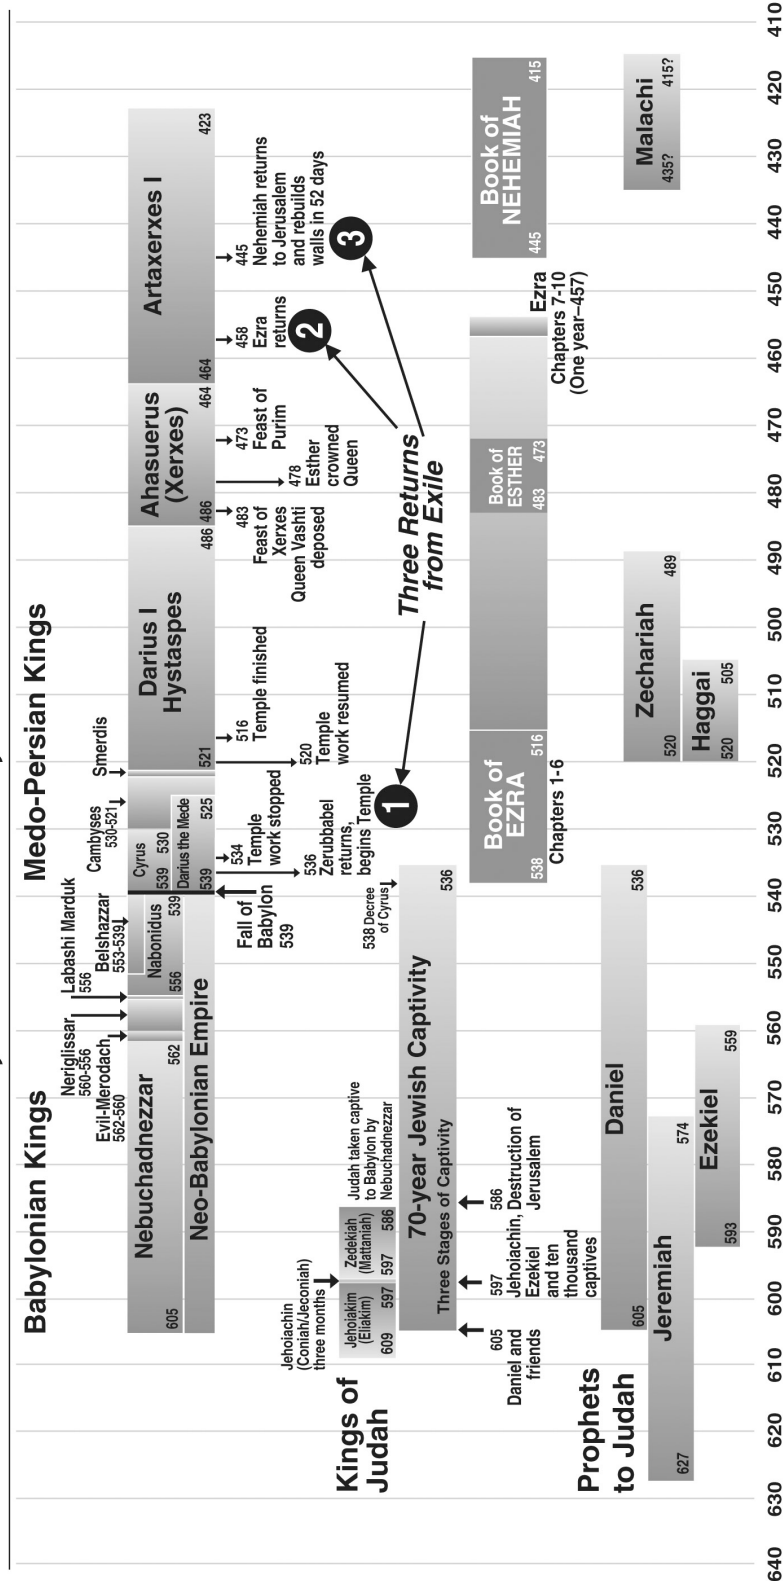 Babylonian Kings
Medo-Persian Kings
Neriglissar
560-556
Labashi Marduk
556
Evil-Merodach
562-560
Belshazzar
553-539
Cambyses
530-521
Smerdis
Nebuchadnezzar
605
562
Nabonidus
556
539
Neo-Babylonian Empire
Cyrus
539
530
Darius the Mede
539
525
Darius I
Hystaspes
521
486
Ahasuerus
(Xerxes)
486
464
Artaxerxes I
464
423
Fall of
Babylon
539
534
Temple
work stopped
536
Zerubbabel
returns,
begins Temple
516
Temple finished
520
Temple
work resumed
483
Feast of
Xerxes
Queen Vashti
deposed
478
Esther
crowned
Queen
473
Feast of
Purim
458
Ezra
returns
445
Nehemiah returns
to Jerusalem
and rebuilds
walls in 52 days
1
2
3
Three Returns
from Exile
Kings of
Judah
Jehoiachin
(Coniah/Jeconiah)
three months
Jehoiakim
(Eliakim)
609
597
Zedekiah
(Mattaniah)
597
586
Judah taken captive
to Babylon by
Nebuchadnezzar
538 Decree
of Cyrus
70-year Jewish Captivity
536
Three Stages of Captivity
605
Daniel and
friends
597
Jehoiachin,
Ezekiel
and ten
thousand
captives
586
Destruction of
Jerusalem
Book of
EZRA
538
516
Chapters 1-6
Book of
ESTHER
483
473
Ezra
Chapters 7-10
(One year–457)
Book of
NEHEMIAH
445
415
Prophets
to Judah
Daniel
605
536
Jeremiah
627
574
Ezekiel
593
559
Zechariah
520
489
Haggai
520
505
Malachi
435?
415?
640
630
620
610
600
590
580
570
560
550
540
530
520
510
500
490
480
470
460
450
440
430
420
410